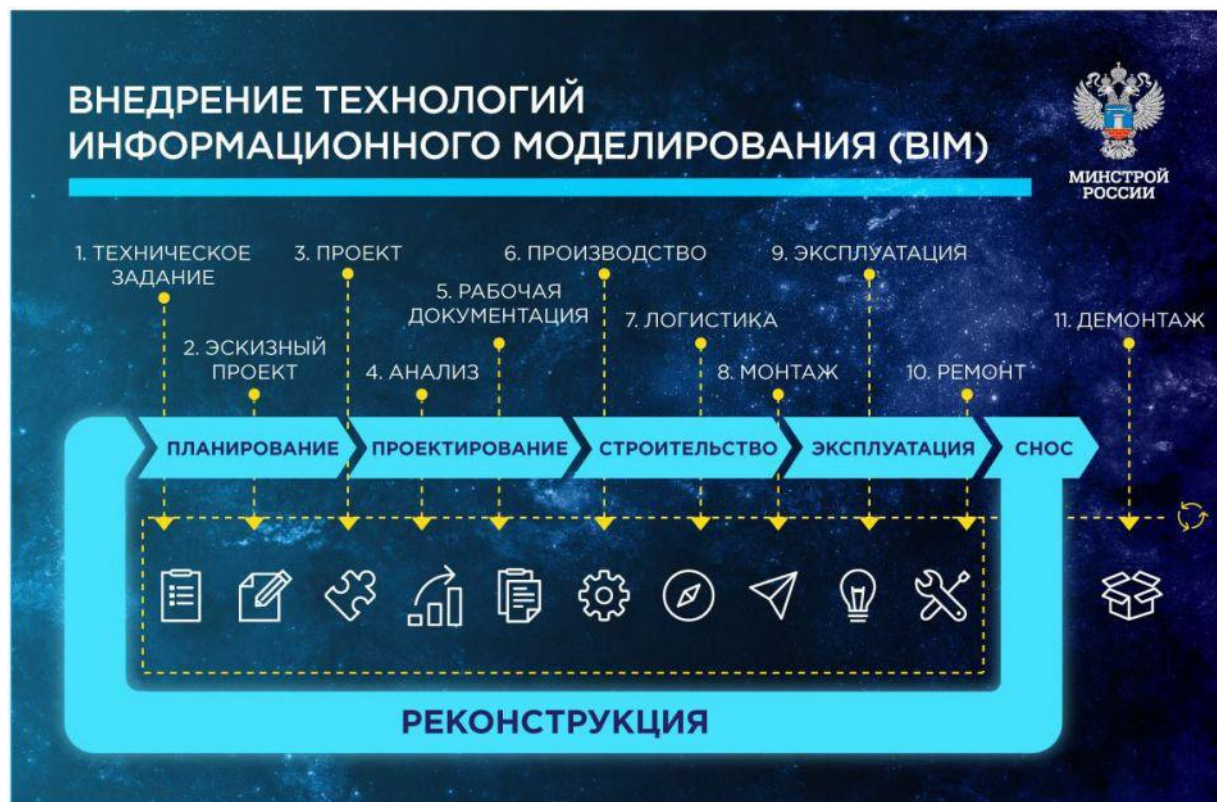 ВНЕДРЕНИЕ ТЕХНОЛОГИЙ
ИНФОРМАЦИОННОГО МОДЕЛИРОВАНИЯ (BIM)
МИНСТРОЙ
РОССИИ
1. ТЕХНИЧЕСКОЕ
ЗАДАНИЕ
2. ЭСКИЗНЫЙ
ПРОЕКТ
3. ПРОЕКТ
4. АНАЛИЗ
5. РАБОЧАЯ
ДОКУМЕНТАЦИЯ
6. ПРОИЗВОДСТВО
7. ЛОГИСТИКА
8. МОНТАЖ
9. ЭКСПЛУАТАЦИЯ
10. РЕМОНТ
11. ДЕМОНТАЖ
ПЛАНИРОВАНИЕ
ПРОЕКТИРОВАНИЕ
СТРОИТЕЛЬСТВО
ЭКСПЛУАТАЦИЯ
СНОС
РЕКОНСТРУКЦИЯ